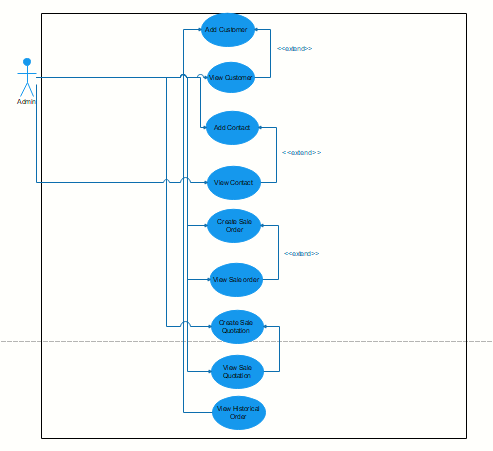 Add Customer
<<extend>>
View Customer
Admin
Add Contact
<<extend>>
View Contact
Create Sale
Order
<<extend>>
View Sale order
Create Sale
Quotation
View Sale
Quotation
View Historical
Order